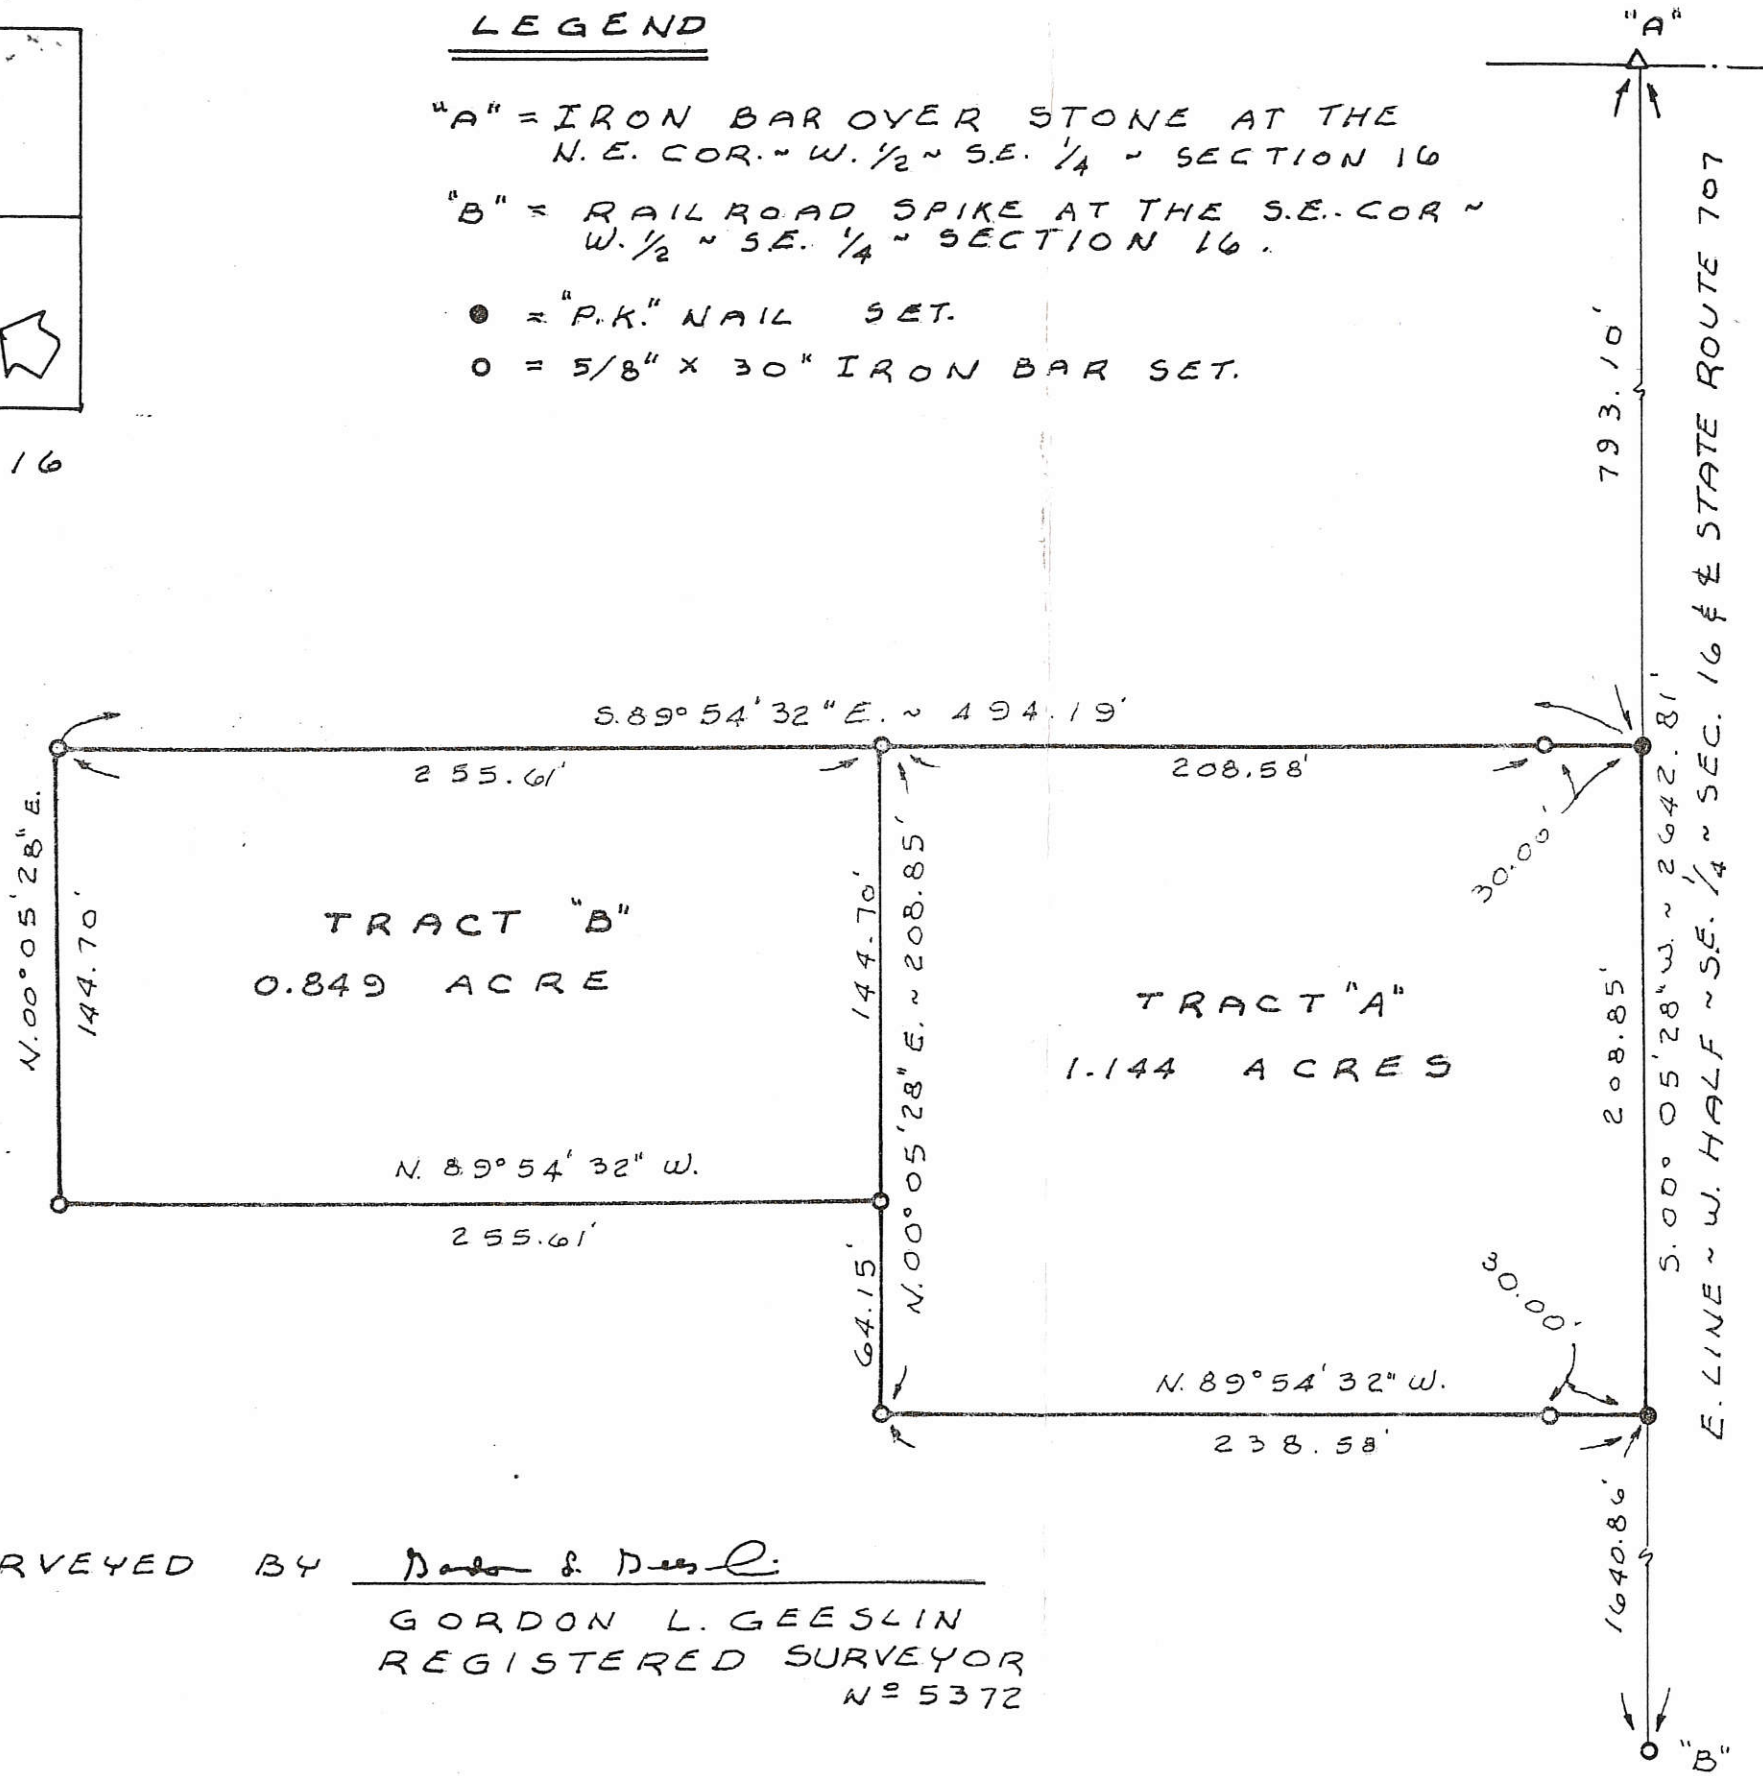 LEGEND
"A" = IRON BAR OVER STONE AT THE
N.E. COR. ~ W. 1/2 ~ S.E. 1/4 ~ SECTION 16
"B" = RAILROAD SPIKE AT THE S.E. COR ~
W. 1/2 ~ S.E. 1/4 ~ SECTION 16.
● = "P.K." NAIL SET.
○ = 5/8" X 30" IRON BAR SET.
16
"A"
793.10'
E. LINE ~ W. HALF ~ S.E. 1/4 ~ SEC. 16 & ℄ STATE ROUTE 707
S.00° 05' 28" W. ~ 2642.81'
S.89° 54' 32" E. ~ 494.19'
255.61'
208.58'
30.00'
N.00° 05' 28" E.
144.70'
TRACT "B"
0.849 ACRE
144.70'
N.00° 05' 28" E. ~ 208.85'
TRACT "A"
1.144 ACRES
208.85'
N. 89° 54' 32" W.
255.61'
64.15'
30.00'
N. 89° 54' 32" W.
238.58'
1640.86'
"B"
RVEYED BY
GORDON L. GEESLIN
REGISTERED SURVEYOR
Nº 5372